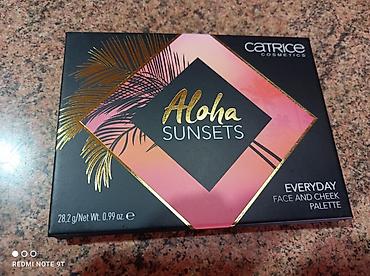 CATRICE
COSMETICS
Aloha
SUNSETS
EVERYDAY
FACE AND CHEEK
PALETTE
28,2 g/Net Wt. 0.99 oz. ℮
REDMI NOTE 9T